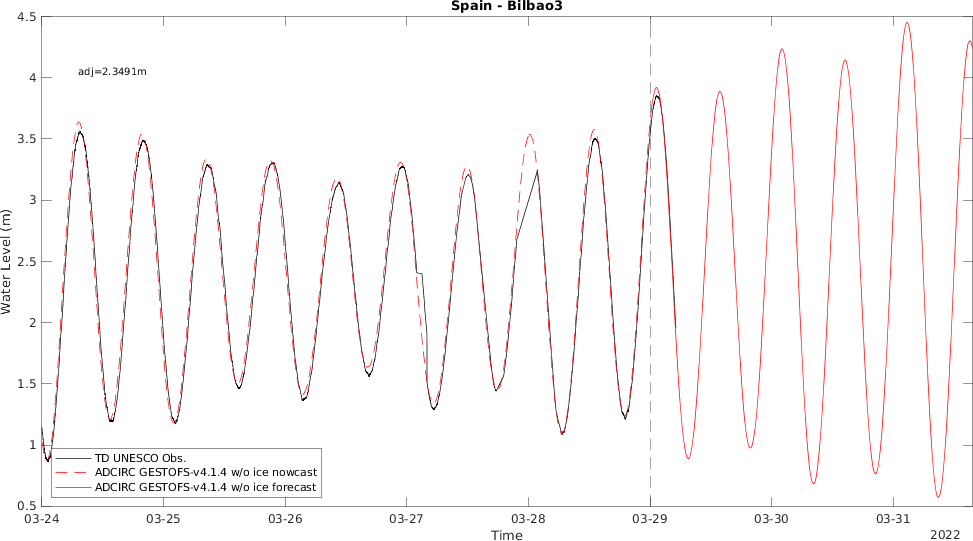 Spain - Bilbao3
4.5
4
3.5
3
2.5
2
1.5
1
0.5
Water Level (m)
adj=2.3491m
TD UNESCO Obs.
ADCIRC GESTOFS-v4.1.4 w/o ice nowcast
ADCIRC GESTOFS-v4.1.4 w/o ice forecast
03-24 03-25 03-26 03-27 03-28 03-29 03-30 03-31
Time
2022